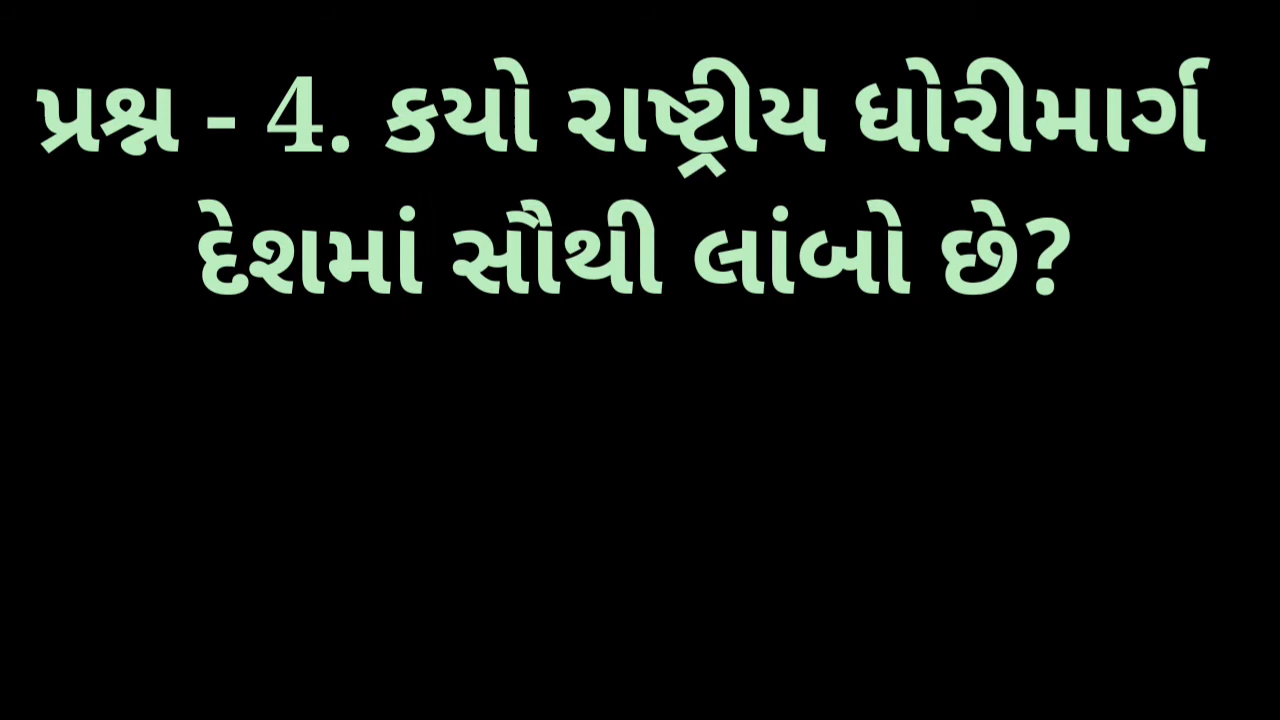 પ્રશ્ન - 4. કયો રાષ્ટ્રીય ધોરીમાર્ગ
દેશમાં સૌથી લાંબો છે?